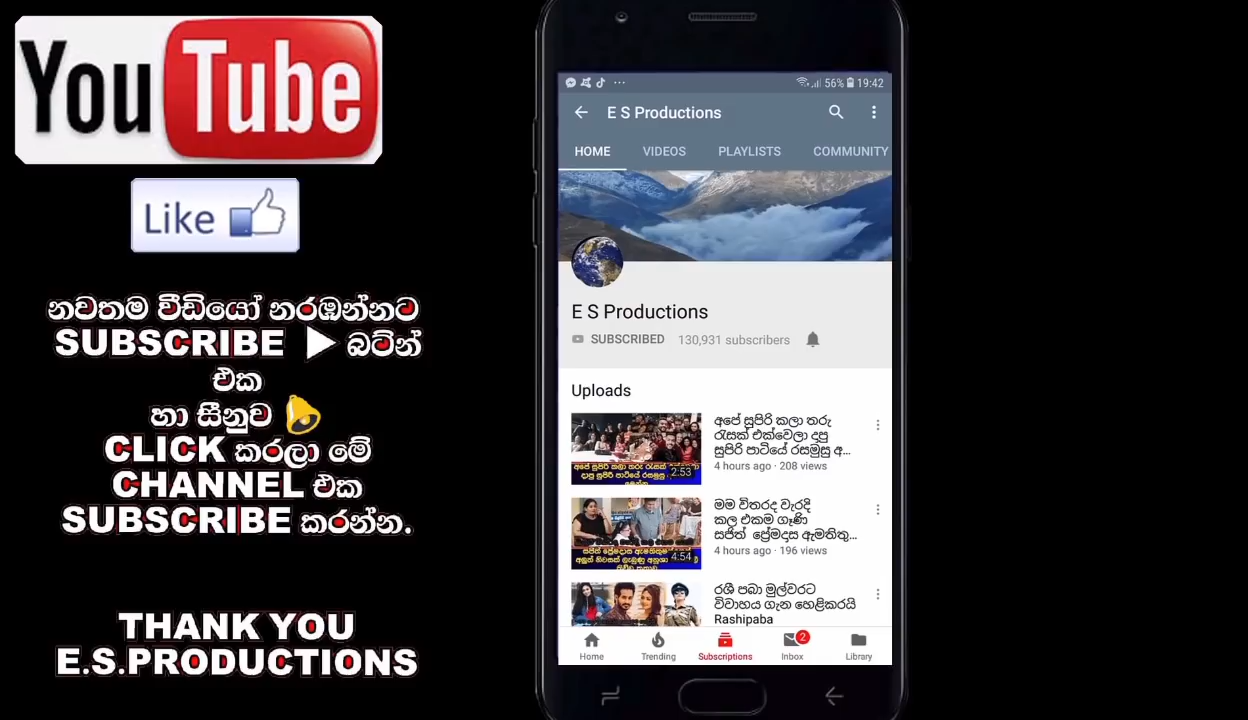 YouTube
Like
නවතම වීඩියෝ නරඹන්නට
SUBSCRIBE ▶ බටන්
එක
හා සීනුව 🔔
CLICK කරලා මේ
CHANNEL එක
SUBSCRIBE කරන්න.
THANK YOU
E.S.PRODUCTIONS
56% 19:42
E S Productions
HOME VIDEOS PLAYLISTS COMMUNITY
E S Productions
SUBSCRIBED 130,931 subscribers
Uploads
අපේ සුපිරි කලා තරු
රැසක් එක්වෙලා දාපු
සුපිරි පාටියේ රසමුසු අ...
4 hours ago · 208 views
2:53
මම විතරද වැරදි
කල එකම ගෑණි
සජිත් ප්‍රේමදාස ඇමතිතු...
4 hours ago · 196 views
4:54
රශී පබා මුල්වරට
විවාහය ගැන හෙළිකරයි
Rashipaba
Home Trending Subscriptions Inbox Library
2